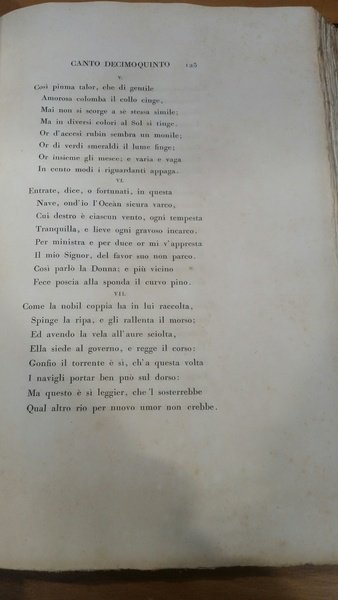 CANTO DECIMOQUINTO 125
V.
Così piuma talor, che di gentile
Amorosa colomba il collo cinge,
Mai non si scorge a sè stessa simile;
Ma in diversi colori al Sol si tinge.
Or d'accesi rubin sembra un monile;
Or di verdi smeraldi il lume finge;
Or insieme gli mesce; e varia e vaga
In cento modi i riguardanti appaga.
VI.
Entrate, dice, o fortunati, in questa
Nave, ond'io l'Oceàn sicura varco,
Cui destro è ciascun vento, ogni tempesta
Tranquilla, e lieve ogni gravoso incarco.
Per ministra e per duce or mi v'appresta
Il mio Signor, del favor suo non parco.
Così parlò la Donna; e più vicino
Fece poscia alla sponda il curvo pino.
VII.
Come la nobil coppia ha in lui raccolta,
Spinge la ripa, e gli rallenta il morso;
Ed avendo la vela all'aure sciolta,
Ella siede al governo, e regge il corso:
Gonfio il torrente è sì, ch'a questa volta
I navigli portar ben può sul dorso:
Ma questo è sì leggier, che 'l sosterrebbe
Qual altro rio per nuovo umor non crebbe.